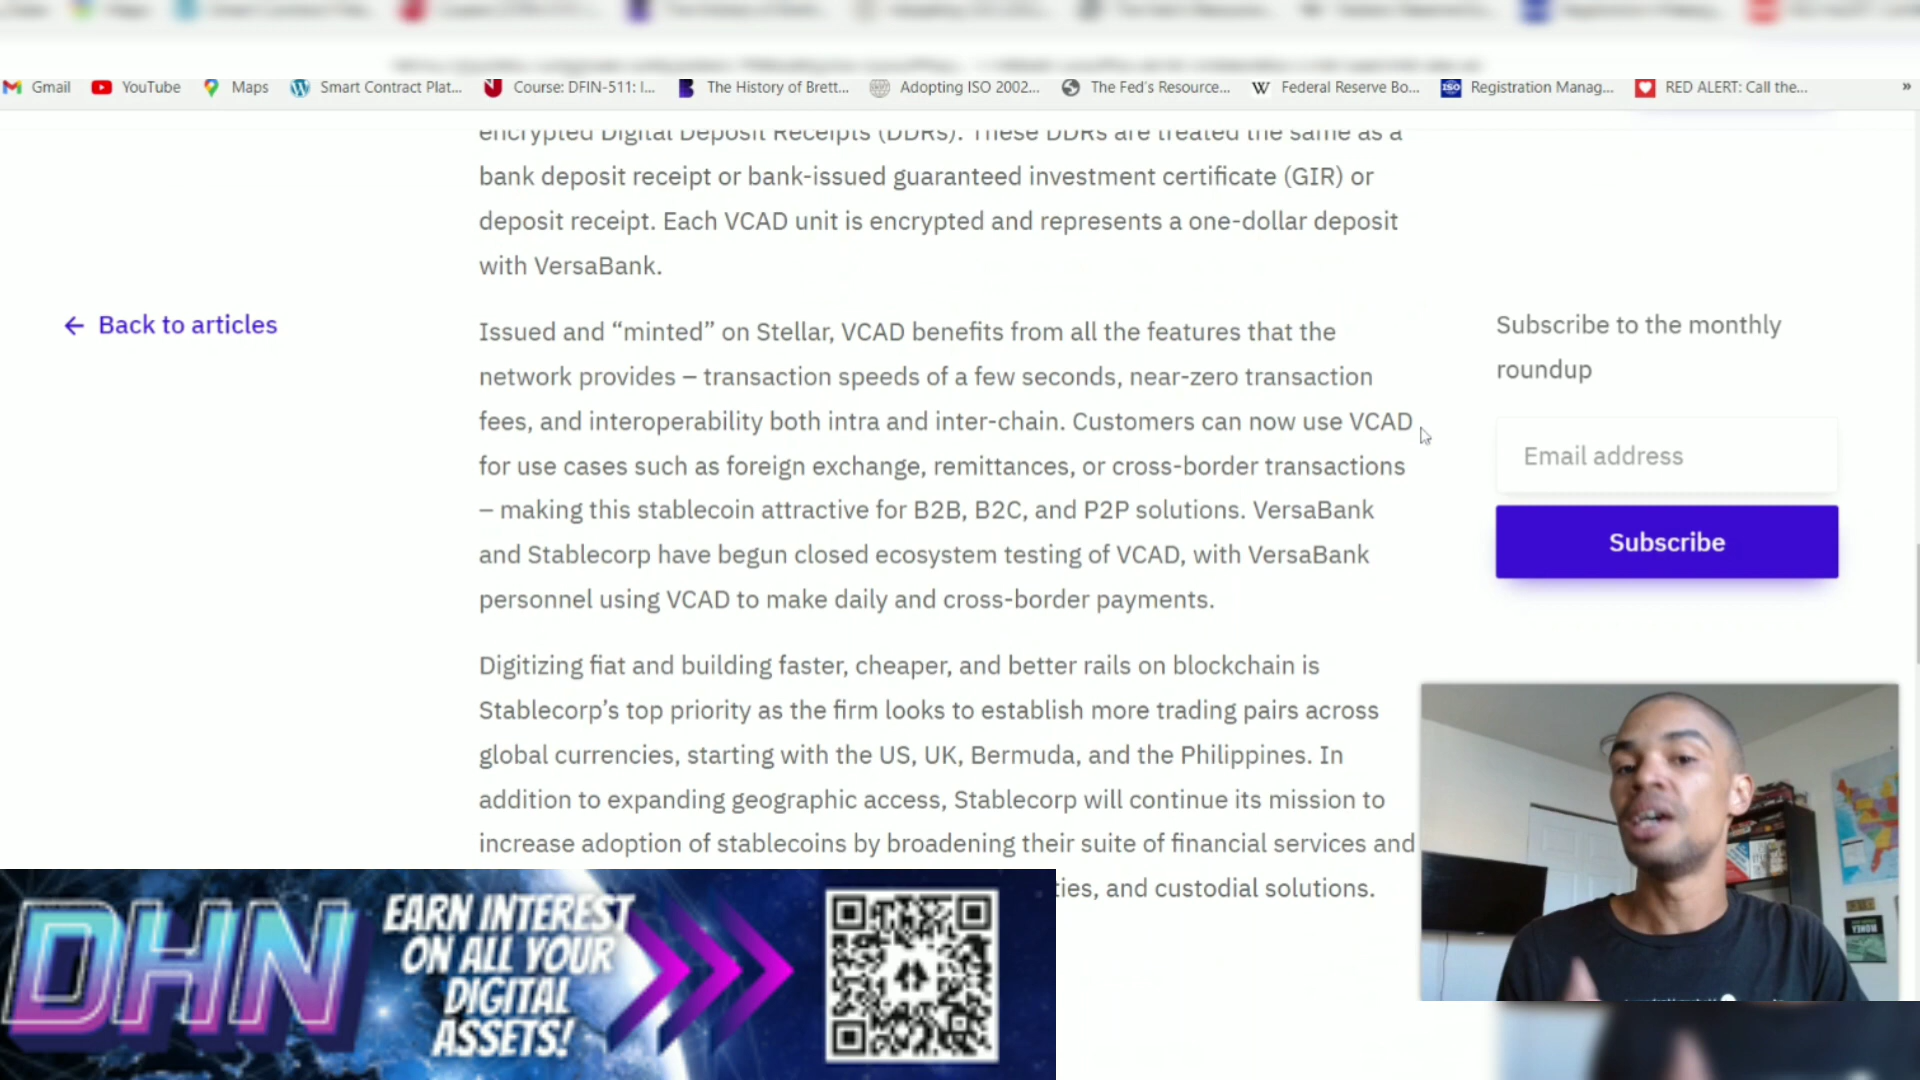 Gmail
YouTube
Maps
Smart Contract Plat...
Course: DFIN-511: I...
The History of Brett...
Adopting ISO 2002...
The Fed's Resource...
Federal Reserve Bo...
Registration Manag...
RED ALERT: Call the...
»
encrypted Digital Deposit Receipts (DDRs). These DDRs are treated the same as a
bank deposit receipt or bank-issued guaranteed investment certificate (GIR) or
deposit receipt. Each VCAD unit is encrypted and represents a one-dollar deposit
with VersaBank.
← Back to articles
Issued and “minted” on Stellar, VCAD benefits from all the features that the
network provides – transaction speeds of a few seconds, near-zero transaction
fees, and interoperability both intra and inter-chain. Customers can now use VCAD
for use cases such as foreign exchange, remittances, or cross-border transactions
– making this stablecoin attractive for B2B, B2C, and P2P solutions. VersaBank
and Stablecorp have begun closed ecosystem testing of VCAD, with VersaBank
personnel using VCAD to make daily and cross-border payments.
Digitizing fiat and building faster, cheaper, and better rails on blockchain is
Stablecorp’s top priority as the firm looks to establish more trading pairs across
global currencies, starting with the US, UK, Bermuda, and the Philippines. In
addition to expanding geographic access, Stablecorp will continue its mission to
increase adoption of stablecoins by broadening their suite of financial services and
ties, and custodial solutions.
Subscribe to the monthly
roundup
Email address
Subscribe
DHN
EARN INTEREST
ON ALL YOUR
DIGITAL
ASSETS!
MONEY